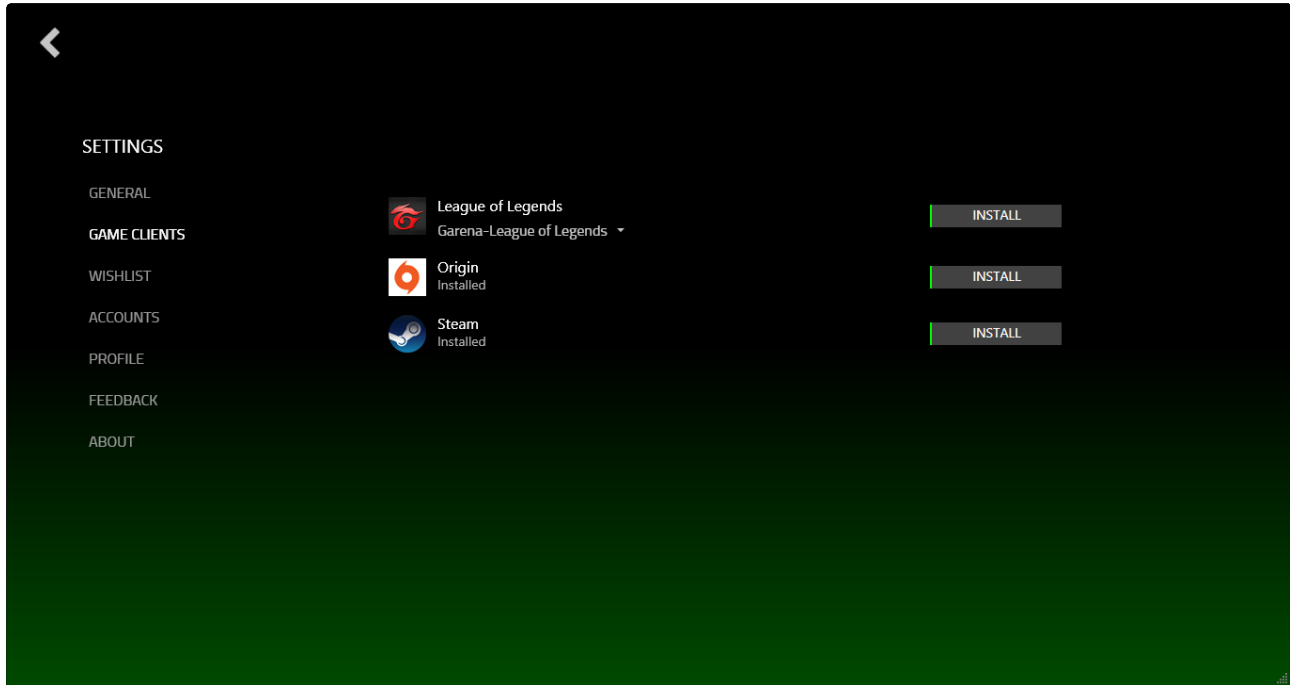 SETTINGS
GENERAL
GAME CLIENTS
WISHLIST
ACCOUNTS
PROFILE
FEEDBACK
ABOUT
League of Legends
Garena-League of Legends
INSTALL
Origin
Installed
INSTALL
Steam
Installed
INSTALL